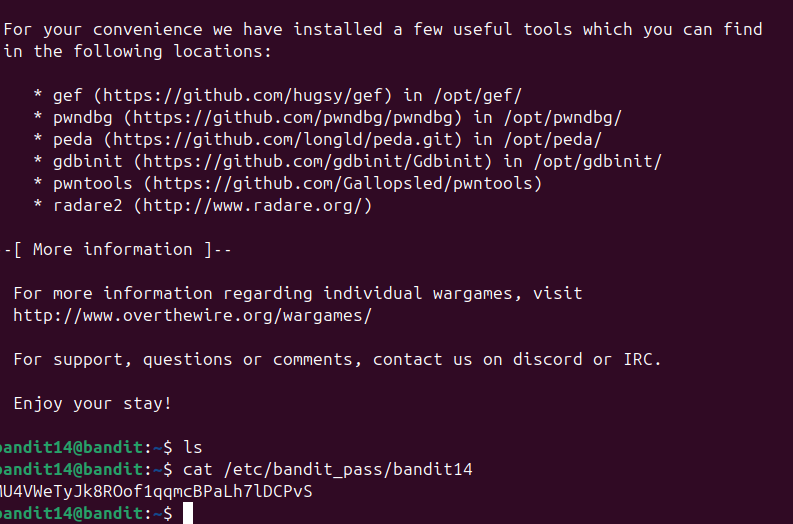 For your convenience we have installed a few useful tools which you can find
in the following locations:
* gef (https://github.com/hugsy/gef) in /opt/gef/
* pwndbg (https://github.com/pwndbg/pwndbg) in /opt/pwndbg/
* peda (https://github.com/longld/peda.git) in /opt/peda/
* gdbinit (https://github.com/gdbinit/Gdbinit) in /opt/gdbinit/
* pwntools (https://github.com/Gallopsled/pwntools)
* radare2 (http://www.radare.org/)
-[ More information ]--
For more information regarding individual wargames, visit
http://www.overthewire.org/wargames/
For support, questions or comments, contact us on discord or IRC.
Enjoy your stay!
bandit14@bandit:~$ ls
bandit14@bandit:~$ cat /etc/bandit_pass/bandit14
MU4VWeTyJk8ROof1qqmcBPaLh7lDCPvS
bandit14@bandit:~$